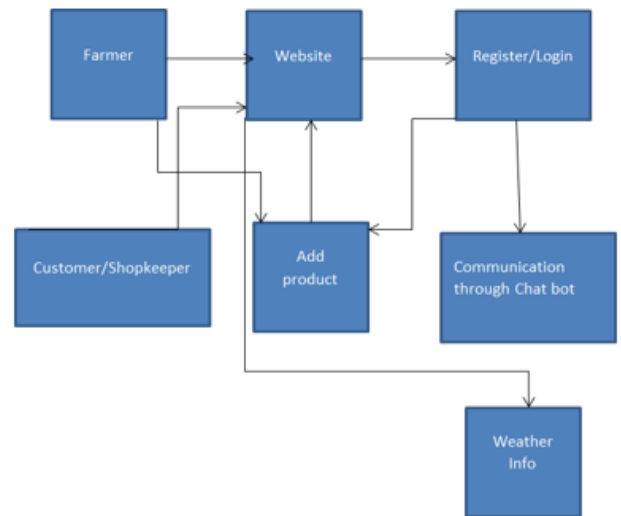 Farmer
Website
Register/Login
Customer/Shopkeeper
Add
product
Communication
through Chat bot
Weather
Info